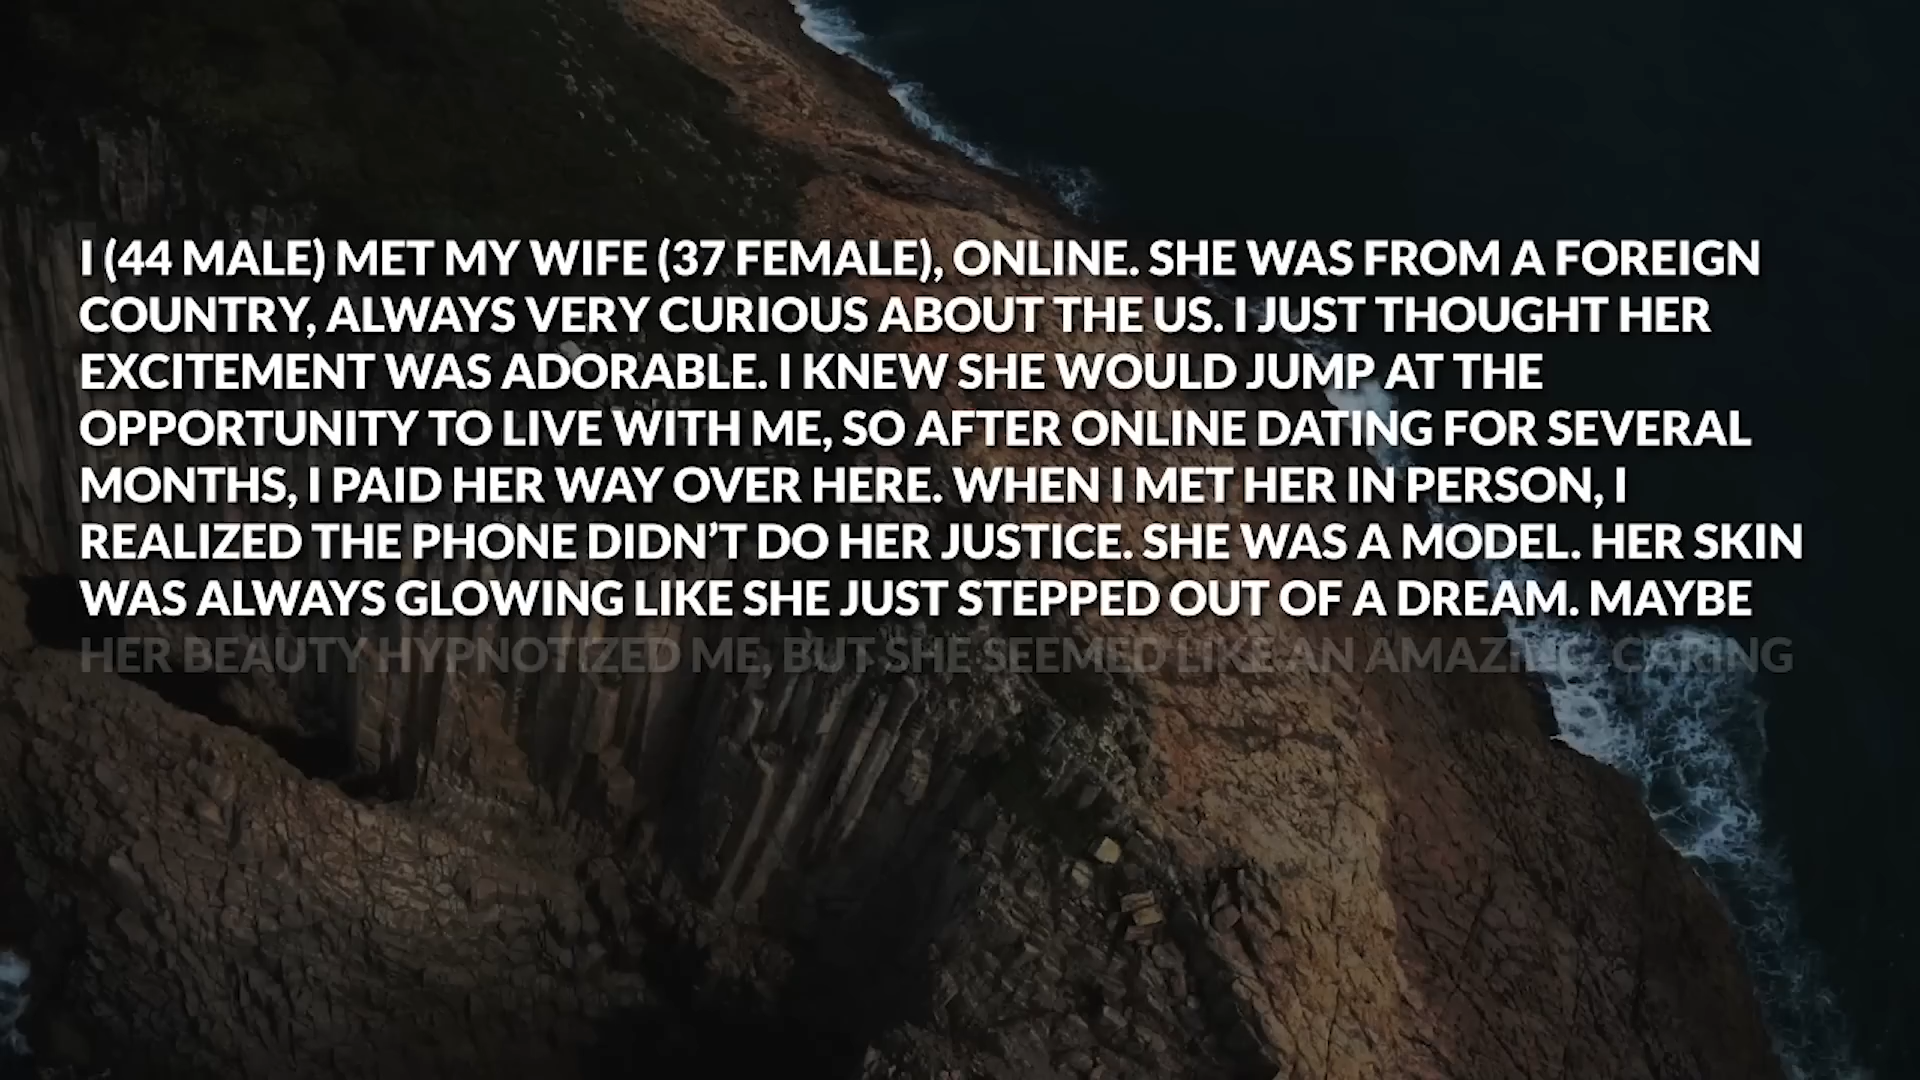 I (44 MALE) MET MY WIFE (37 FEMALE), ONLINE. SHE WAS FROM A FOREIGN
COUNTRY, ALWAYS VERY CURIOUS ABOUT THE US. I JUST THOUGHT HER
EXCITEMENT WAS ADORABLE. I KNEW SHE WOULD JUMP AT THE
OPPORTUNITY TO LIVE WITH ME, SO AFTER ONLINE DATING FOR SEVERAL
MONTHS, I PAID HER WAY OVER HERE. WHEN I MET HER IN PERSON, I
REALIZED THE PHONE DIDN’T DO HER JUSTICE. SHE WAS A MODEL. HER SKIN
WAS ALWAYS GLOWING LIKE SHE JUST STEPPED OUT OF A DREAM. MAYBE
HER BEAUTY HYPNOTIZED ME, BUT SHE SEEMED LIKE AN AMAZING, CARING